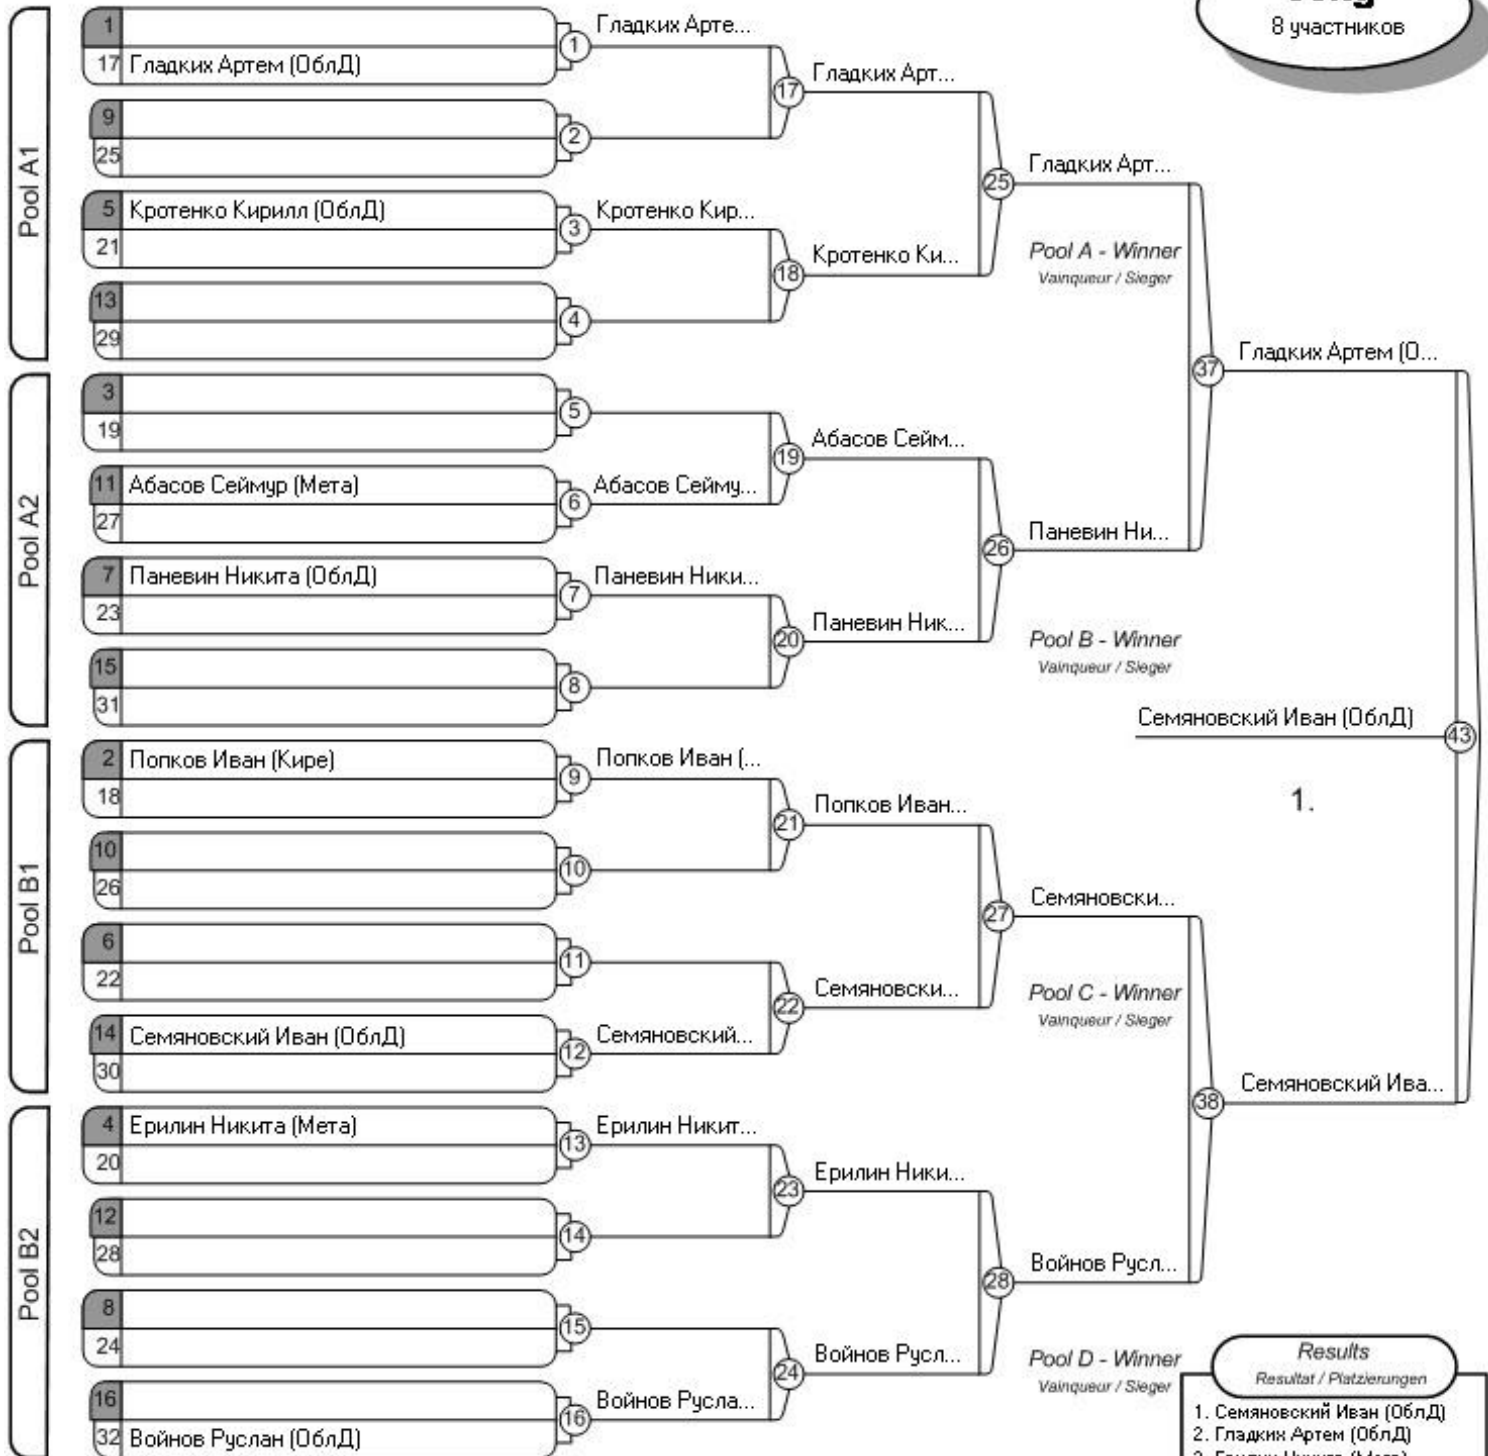 8 участников
Pool A1
1
17 Гладких Артем (ОблД)
1
Гладких Арте...
9
25
2
17
Гладких Арт...
5 Кротенко Кирилл (ОблД)
21
3
Кротенко Кир...
13
29
4
18
Кротенко Ки...
25
Гладких Арт...
Pool A - Winner
Vainqueur / Sieger
Pool A2
3
19
5
11 Абасов Сеймур (Мета)
27
6
Абасов Сейму...
19
Абасов Сейм...
7 Паневин Никита (ОблД)
23
7
Паневин Ники...
15
31
8
20
Паневин Ник...
26
Паневин Ни...
Pool B - Winner
Vainqueur / Sieger
37
Гладких Артем (О...
Pool B1
2 Попков Иван (Кире)
18
9
Попков Иван (...
10
26
10
21
Попков Иван...
6
22
11
14 Семяновский Иван (ОблД)
30
12
Семяновский...
22
Семяновски...
27
Семяновски...
Pool C - Winner
Vainqueur / Sieger
Pool B2
4 Ерилин Никита (Мета)
20
13
Ерилин Никит...
12
28
14
23
Ерилин Ники...
8
24
15
16
32 Войнов Руслан (ОблД)
16
Войнов Русла...
24
Войнов Русл...
28
Войнов Русл...
Pool D - Winner
Vainqueur / Sieger
38
Семяновский Ива...
Семяновский Иван (ОблД)
43
1.
Results
Resultat / Platzierungen
1. Семяновский Иван (ОблД)
2. Гладких Артем (ОблД)